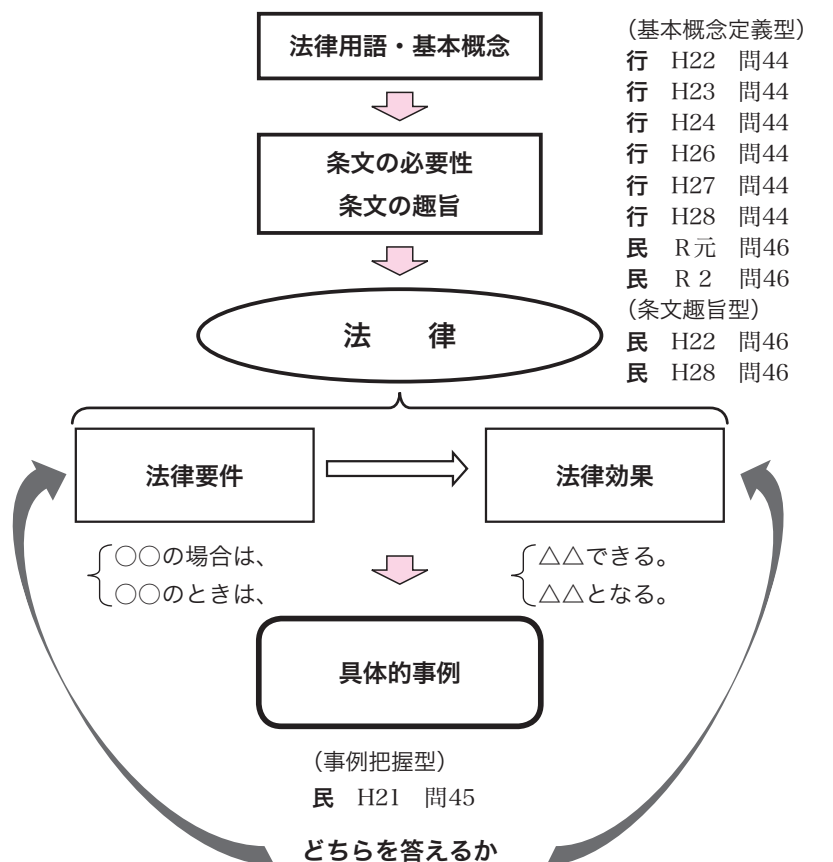 法律用語・基本概念
条文の必要性
条文の趣旨
(基本概念定義型)
行 H22 問44
行 H23 問44
行 H24 問44
行 H26 問44
行 H27 問44
行 H28 問44
民 R元 問46
民 R 2 問46
(条文趣旨型)
民 H22 問46
民 H28 問46
法 律
法律要件
法律効果
○○の場合は、
○○のときは、
△△できる。
△△となる。
具体的事例
(事例把握型)
民 H21 問45
どちらを答えるか